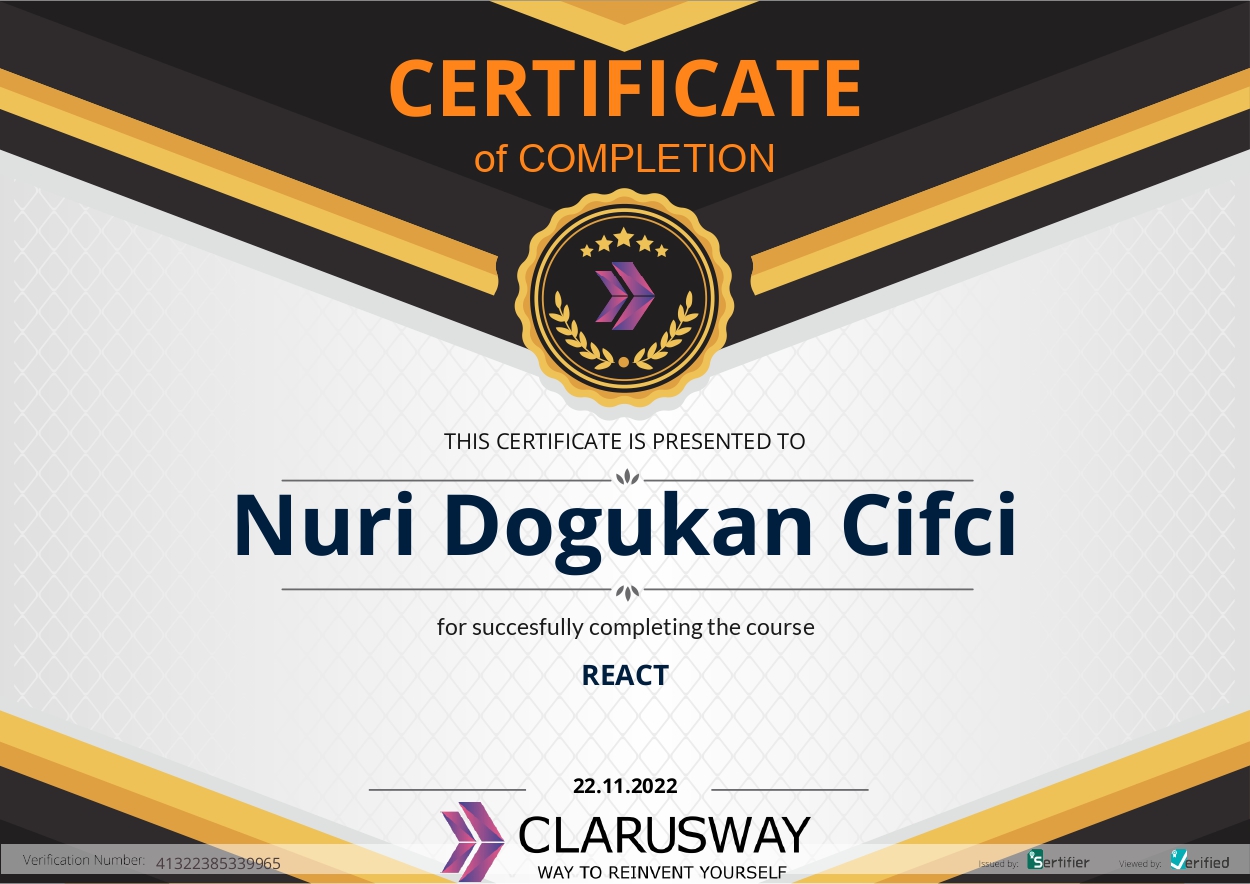 CERTIFICATE
of COMPLETION
THIS CERTIFICATE IS PRESENTED TO
Nuri Dogukan Cifci
for succesfully completing the course
REACT
22.11.2022
CLARUSWAY
WAY TO REINVENT YOURSELF
Verification Number: 41322385339965
Issued by: Sertifier
Viewed by: Verified